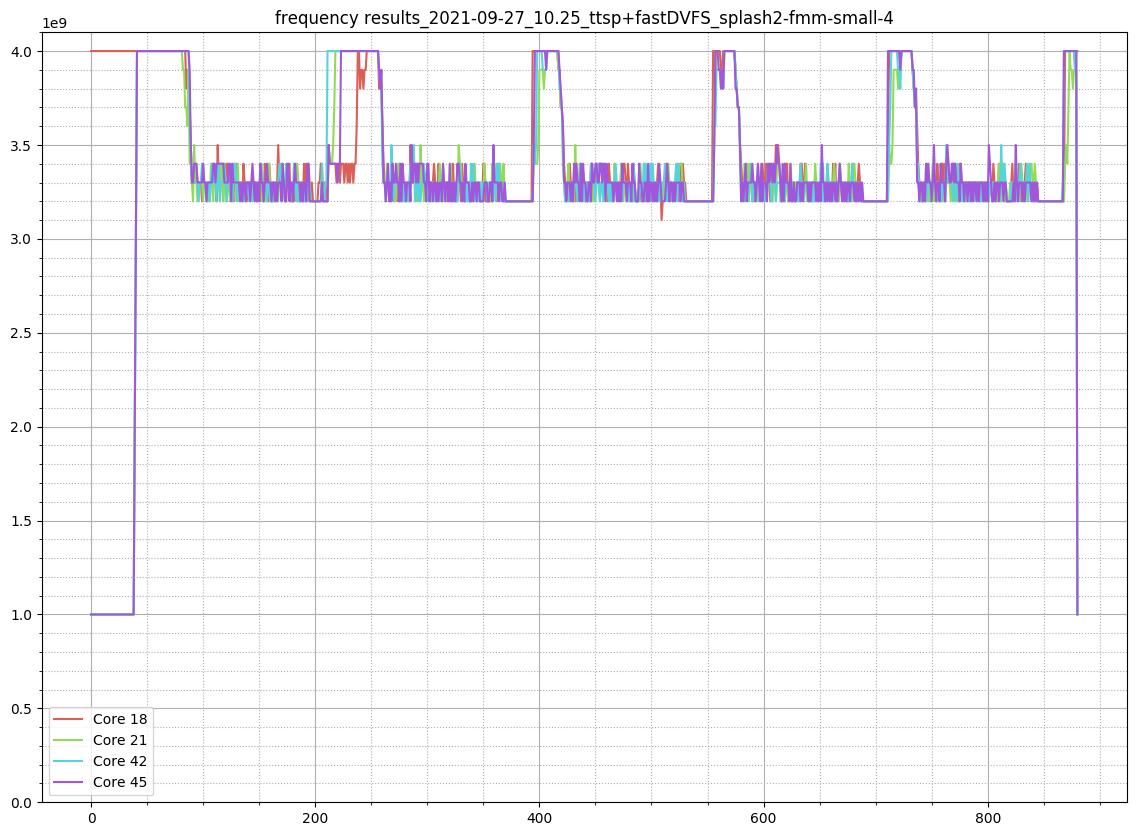 frequency results_2021-09-27_10.25_ttsp+fastDVFS_splash2-fmm-small-4
1e9
4.0
3.5
3.0
2.5
2.0
1.5
1.0
0.5
0.0
Core 18
Core 21
Core 42
Core 45
0 200 400 600 800